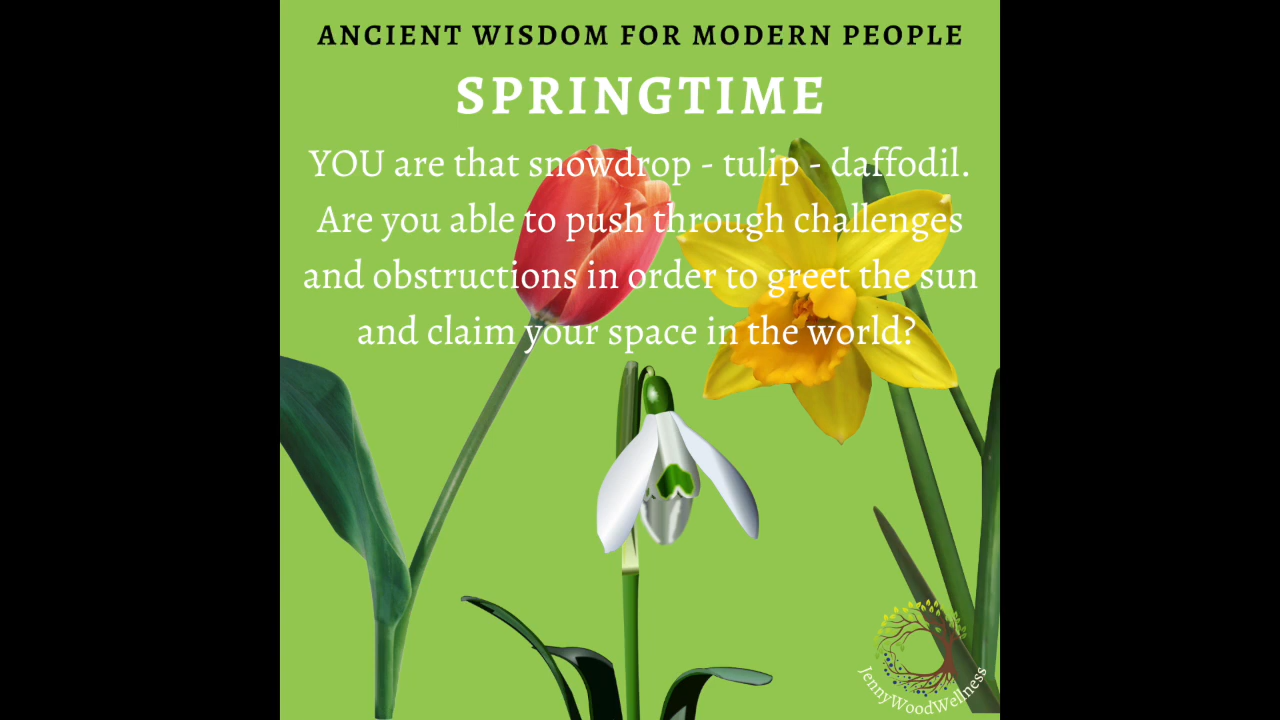 ANCIENT WISDOM FOR MODERN PEOPLE
SPRINGTIME
YOU are that snowdrop - tulip - daffodil.
Are you able to push through challenges
and obstructions in order to greet the sun
and claim your space in the world?
JennyWoodWellness